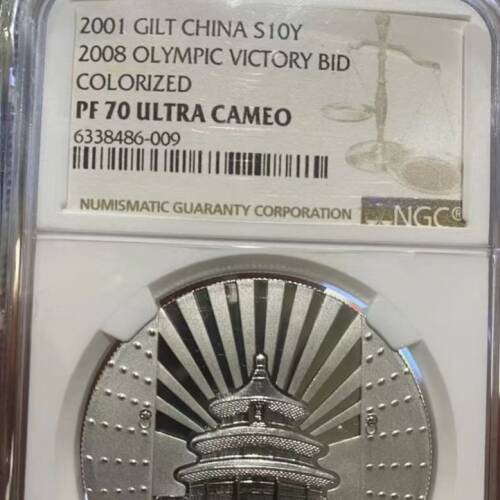 2001 GILT CHINA S10Y
2008 OLYMPIC VICTORY BID
COLORIZED
PF 70 ULTRA CAMEO
6338486-009
NUMISMATIC GUARANTY CORPORATION
NGC®